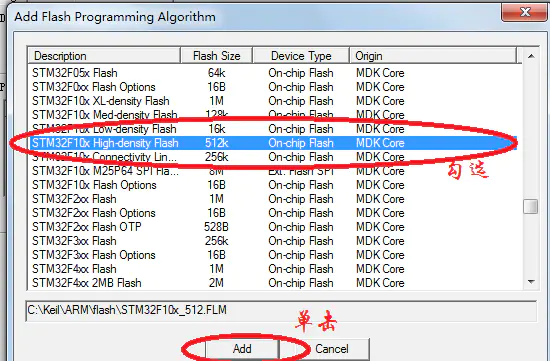 Add Flash Programming Algorithm
Description Flash Size Device Type Origin
STM32F05x Flash 64k On-chip Flash MDK Core
STM32F0xx Flash Options 16B On-chip Flash MDK Core
STM32F10x XL-density Flash 1M On-chip Flash MDK Core
STM32F10x Med-density Flash 128k On-chip Flash MDK Core
STM32F10x Low-density Flash 16k On-chip Flash MDK Core
STM32F10x High-density Flash 512k On-chip Flash MDK Core
STM32F10x Connectivity Lin... 256k On-chip Flash MDK Core
STM32F10x M25P64 SPI Fla... 8M Ext. Flash SPI MDK Core
STM32F10x Flash Options 16B On-chip Flash MDK Core
STM32F2xx Flash 1M On-chip Flash MDK Core
STM32F2xx Flash Options 16B On-chip Flash MDK Core
STM32F2xx Flash OTP 528B On-chip Flash MDK Core
STM32F3xx Flash 256k On-chip Flash MDK Core
STM32F3xx Flash Options 16B On-chip Flash MDK Core
STM32F4xx Flash 1M On-chip Flash MDK Core
STM32F4xx 2MB Flash 2M On-chip Flash MDK Core
勾选
C:\Keil\ARM\flash\STM32F10x_512.FLM
单击
Add Cancel